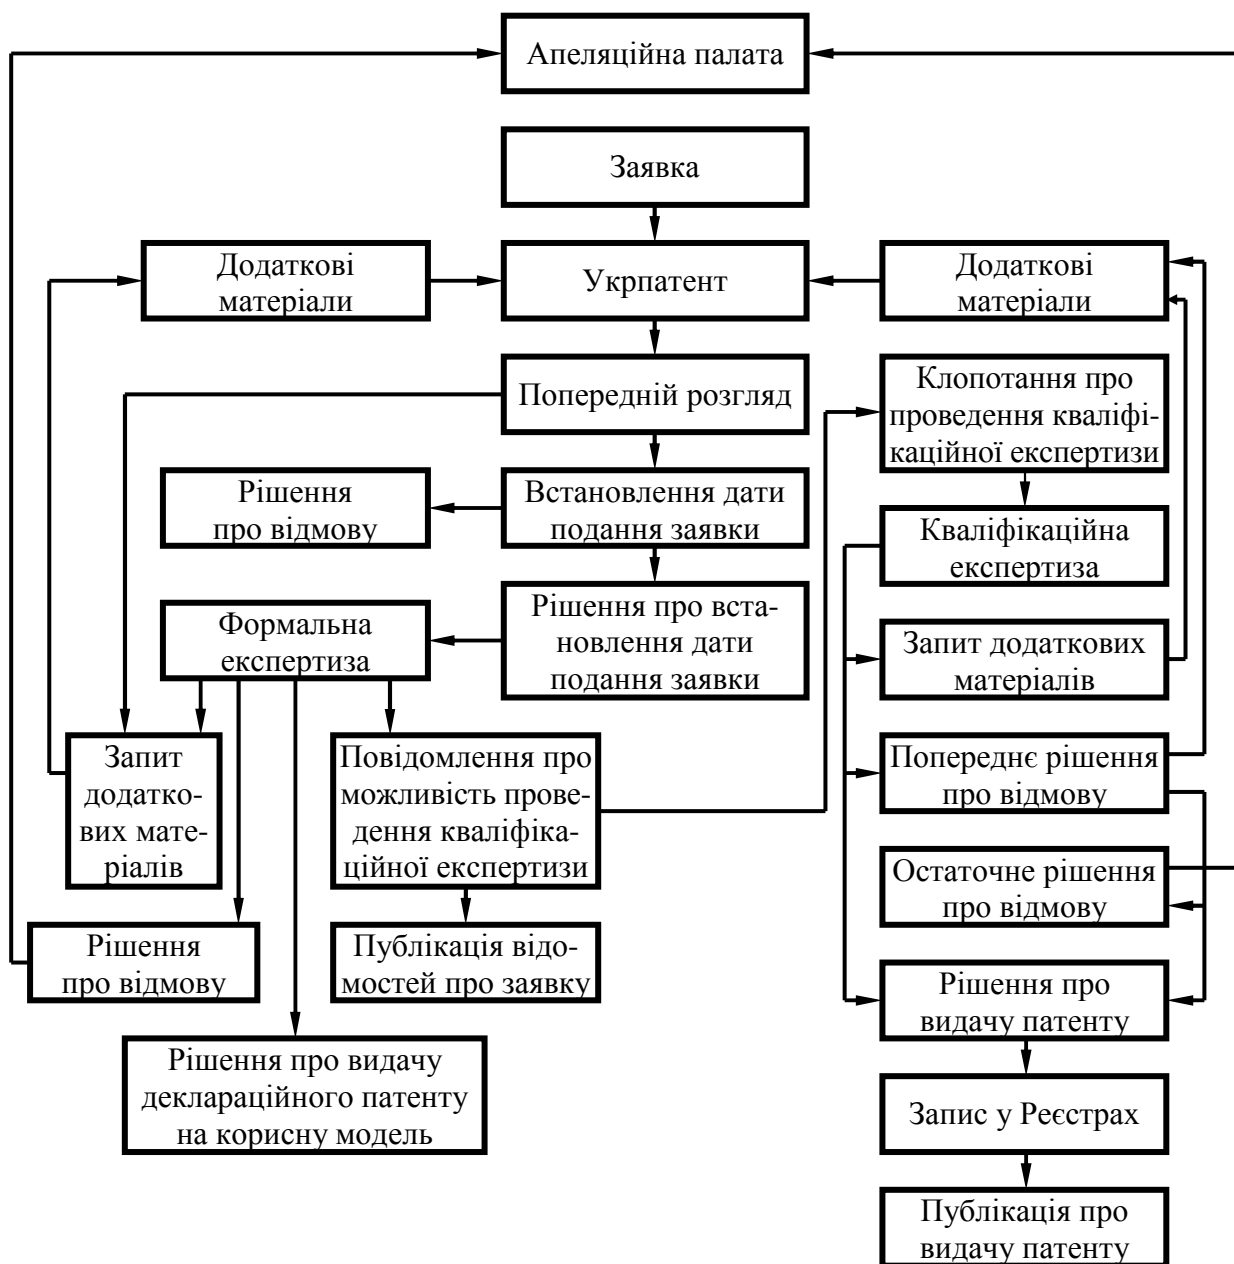 Апеляційна палата
Заявка
Додаткові
матеріали
Укрпатент
Додаткові
матеріали
Попередній розгляд
Клопотання про
проведення кваліфі-
каційної експертизи
Рішення
про відмову
Встановлення дати
подання заявки
Кваліфікаційна
експертиза
Формальна
експертиза
Рішення про вста-
новлення дати
подання заявки
Запит додаткових
матеріалів
Запит
додатко-
вих мате-
ріалів
Повідомлення про
можливість прове-
дення кваліфіка-
ційної експертизи
Попереднє рішення
про відмову
Остаточне рішення
про відмову
Рішення
про відмову
Публікація відо-
мостей про заявку
Рішення про
видачу патенту
Рішення про видачу
деклараційного патенту
на корисну модель
Запис у Реєстрах
Публікація про
видачу патенту